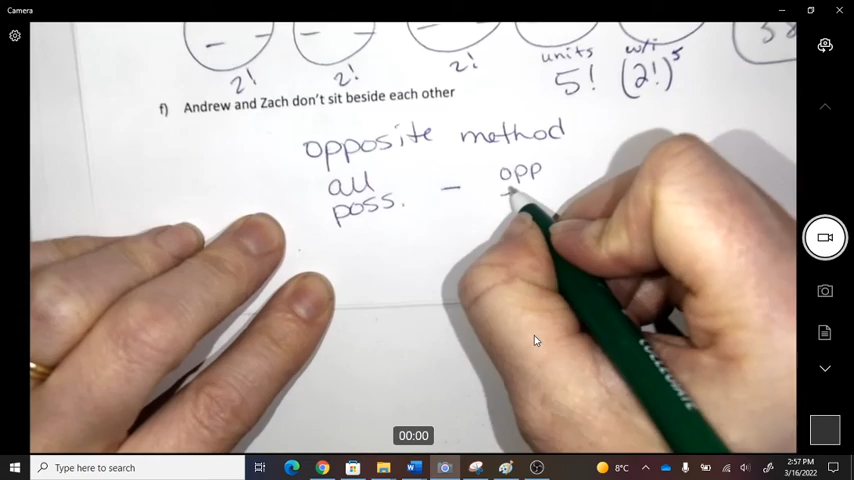 Camera
2!
2!
2!
units
5!
w/i
(2!)⁵
f) Andrew and Zach don't sit beside each other
opposite method
all
poss.
—
opp
COLLEGIATE
00:00
Type here to search
8°C
2:57 PM
3/16/2022